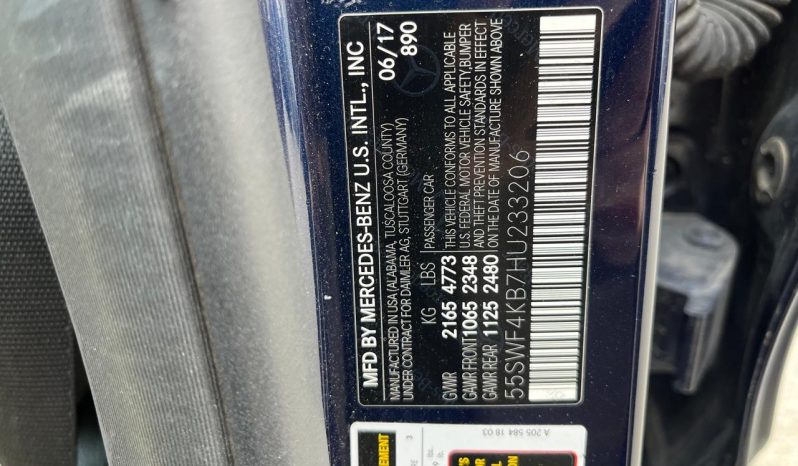 MFD BY MERCEDES-BENZ U.S. INTL., INC
06/17
890
MANUFACTURED IN USA (ALABAMA, TUSCALOOSA COUNTY)
UNDER CONTRACT FOR DAIMLER AG, STUTTGART (GERMANY)
KG LBS PASSENGER CAR
GVWR 2165 4773
GAWR FRONT 1065 2348
GAWR REAR 1125 2480
THIS VEHICLE CONFORMS TO ALL APPLICABLE
U.S. FEDERAL MOTOR VEHICLE SAFETY, BUMPER
AND THEFT PREVENTION STANDARDS IN EFFECT
ON THE DATE OF MANUFACTURE SHOWN ABOVE
55SWF4KB7HU233206
A 205 584 18 03